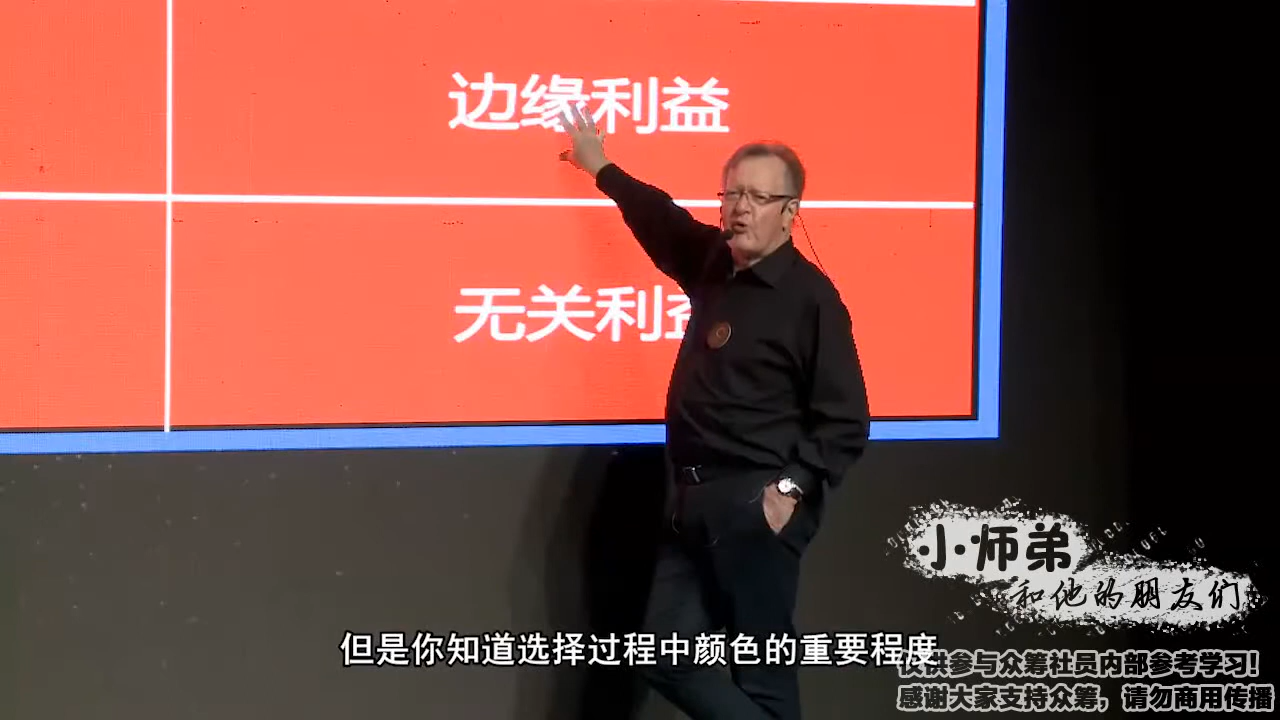 边缘利益
无关利益
小师弟
和他的朋友们
但是你知道选择过程中颜色的重要程度
仅供参与众筹社员内部参考学习!
感谢大家支持众筹，请勿商用传播